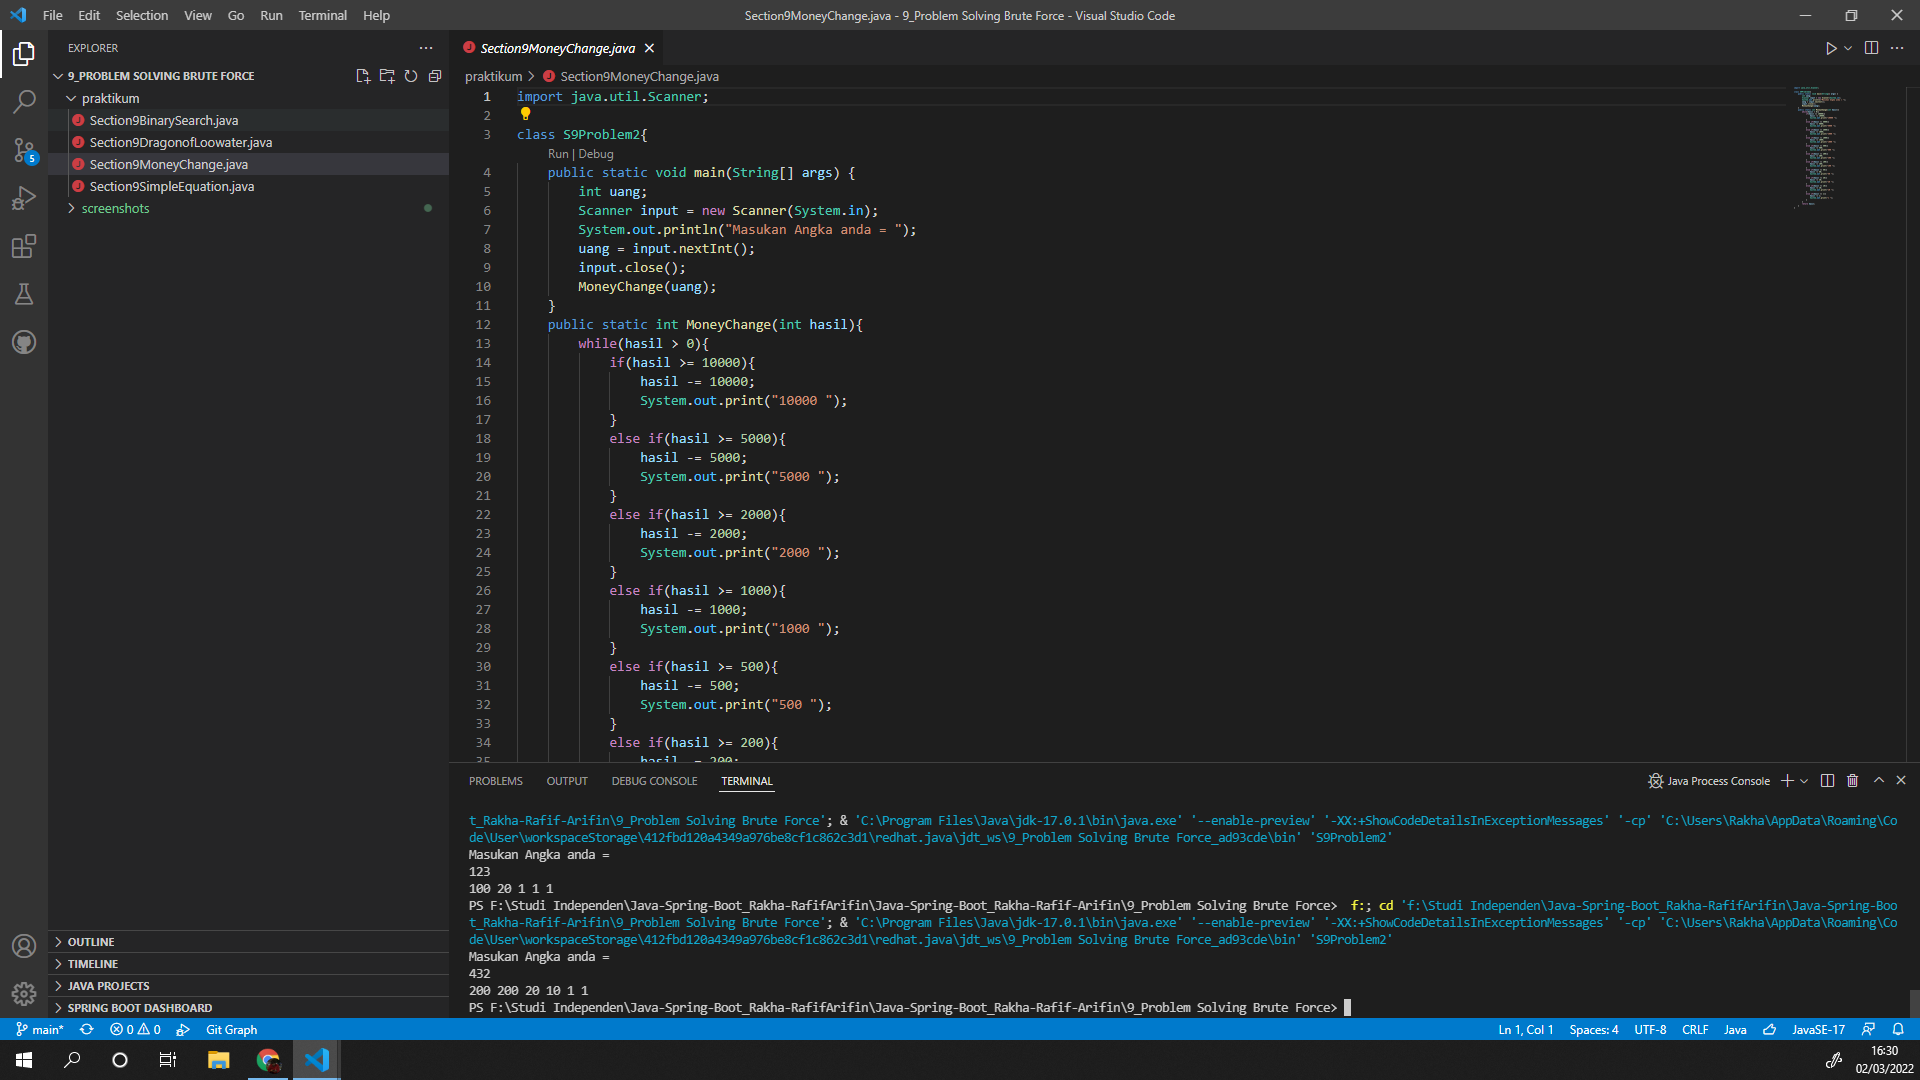 File Edit Selection View Go Run Terminal Help
Section9MoneyChange.java - 9_Problem Solving Brute Force - Visual Studio Code
EXPLORER
9_PROBLEM SOLVING BRUTE FORCE
praktikum
Section9BinarySearch.java
Section9DragonofLoowater.java
Section9MoneyChange.java
Section9SimpleEquation.java
screenshots
5
OUTLINE
TIMELINE
JAVA PROJECTS
SPRING BOOT DASHBOARD
Section9MoneyChange.java
praktikum > Section9MoneyChange.java
1 import java.util.Scanner;
2
3 class S9Problem2{
Run | Debug
4 public static void main(String[] args) {
5 int uang;
6 Scanner input = new Scanner(System.in);
7 System.out.println("Masukan Angka anda = ");
8 uang = input.nextInt();
9 input.close();
10 MoneyChange(uang);
11 }
12 public static int MoneyChange(int hasil){
13 while(hasil > 0){
14 if(hasil >= 10000){
15 hasil -= 10000;
16 System.out.print("10000 ");
17 }
18 else if(hasil >= 5000){
19 hasil -= 5000;
20 System.out.print("5000 ");
21 }
22 else if(hasil >= 2000){
23 hasil -= 2000;
24 System.out.print("2000 ");
25 }
26 else if(hasil >= 1000){
27 hasil -= 1000;
28 System.out.print("1000 ");
29 }
30 else if(hasil >= 500){
31 hasil -= 500;
32 System.out.print("500 ");
33 }
34 else if(hasil >= 200){
35 hasil -= 200;
PROBLEMS OUTPUT DEBUG CONSOLE TERMINAL
Java Process Console
t_Rakha-Rafif-Arifin\9_Problem Solving Brute Force'; & 'C:\Program Files\Java\jdk-17.0.1\bin\java.exe' '--enable-preview' '-XX:+ShowCodeDetailsInExceptionMessages' '-cp' 'C:\Users\Rakha\AppData\Roaming\Co
de\User\workspaceStorage\412fbd120a4349a976be8cf1c862c3d1\redhat.java\jdt_ws\9_Problem Solving Brute Force_ad93cde\bin' 'S9Problem2'
Masukan Angka anda =
123
100 20 1 1 1
PS F:\Studi Independen\Java-Spring-Boot_Rakha-RafifArifin\Java-Spring-Boot_Rakha-Rafif-Arifin\9_Problem Solving Brute Force> f:; cd 'f:\Studi Independen\Java-Spring-Boot_Rakha-RafifArifin\Java-Spring-Boo
t_Rakha-Rafif-Arifin\9_Problem Solving Brute Force'; & 'C:\Program Files\Java\jdk-17.0.1\bin\java.exe' '--enable-preview' '-XX:+ShowCodeDetailsInExceptionMessages' '-cp' 'C:\Users\Rakha\AppData\Roaming\Co
de\User\workspaceStorage\412fbd120a4349a976be8cf1c862c3d1\redhat.java\jdt_ws\9_Problem Solving Brute Force_ad93cde\bin' 'S9Problem2'
Masukan Angka anda =
432
200 200 20 10 1 1
PS F:\Studi Independen\Java-Spring-Boot_Rakha-RafifArifin\Java-Spring-Boot_Rakha-Rafif-Arifin\9_Problem Solving Brute Force>
main* 0 0 Git Graph
Ln 1, Col 1 Spaces: 4 UTF-8 CRLF Java JavaSE-17
16:30
02/03/2022